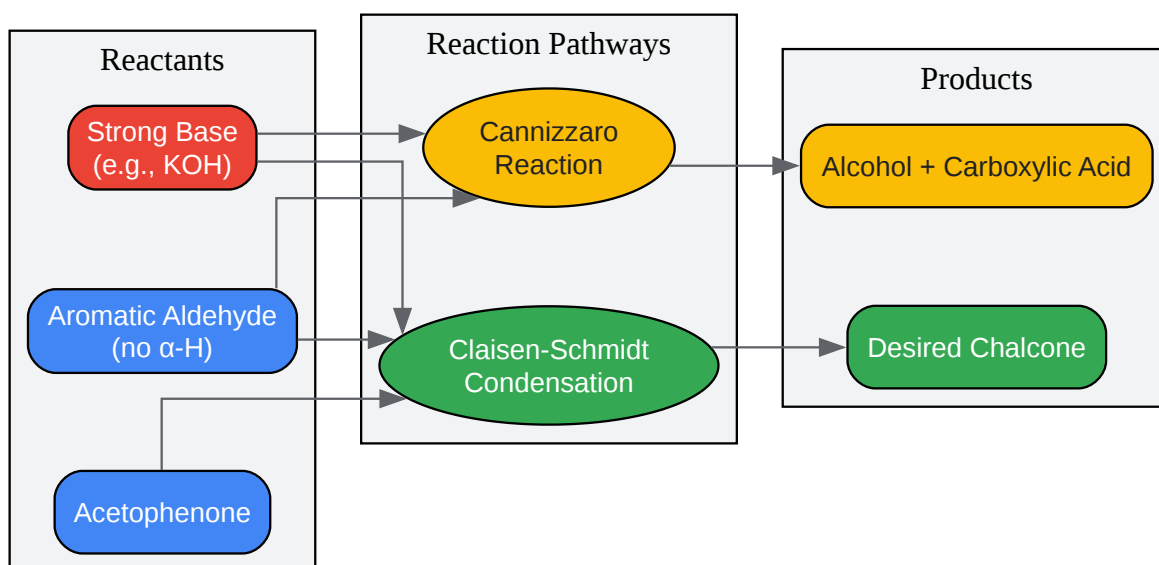 Reactants
Strong Base
(e.g., KOH)
Aromatic Aldehyde
(no α-H)
Acetophenone
Reaction Pathways
Cannizzaro
Reaction
Claisen-Schmidt
Condensation
Products
Alcohol + Carboxylic Acid
Desired Chalcone